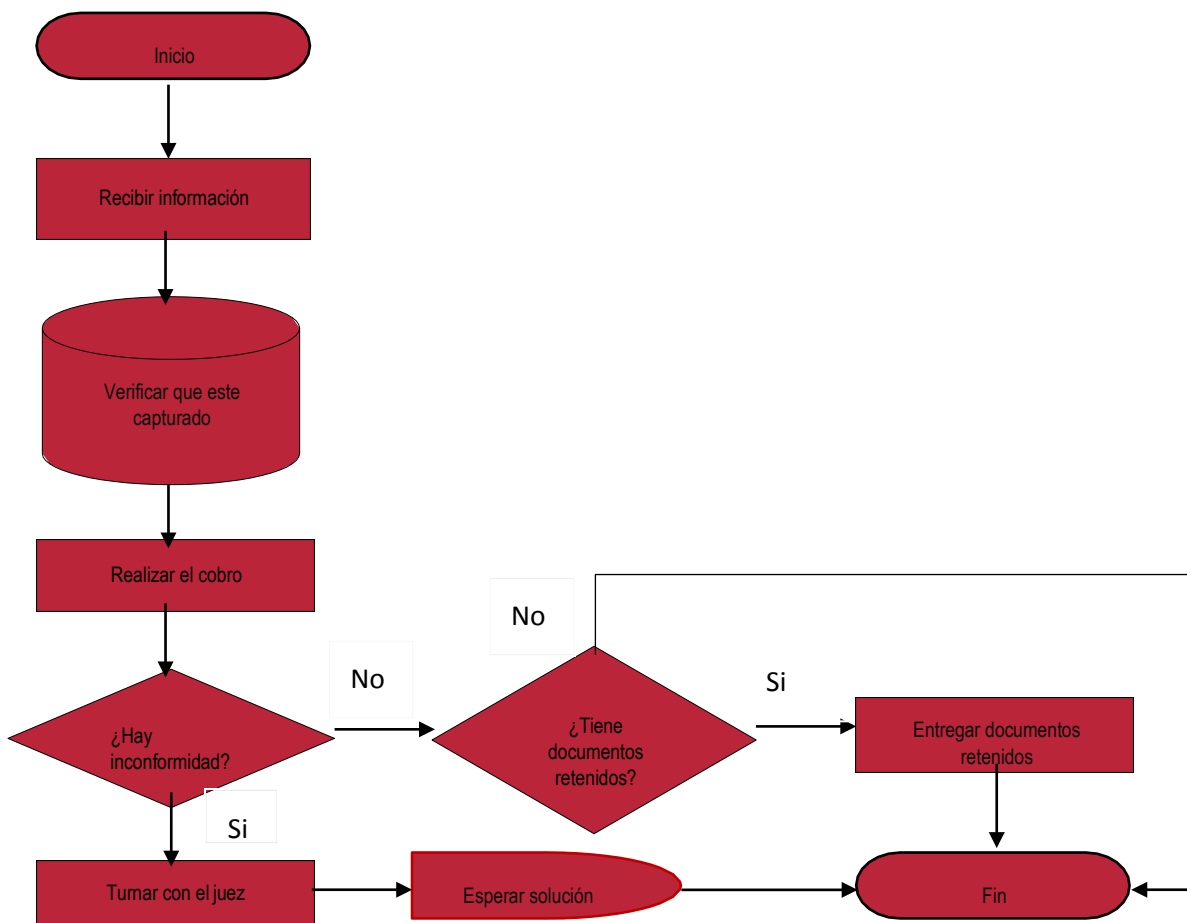 Inicio
Recibir información
Verificar que este
capturado
Realizar el cobro
¿Hay
inconformidad?
No
Si
No
¿Tiene
documentos
retenidos?
Si
Entregar documentos
retenidos
Turnar con el juez
Esperar solución
Fin